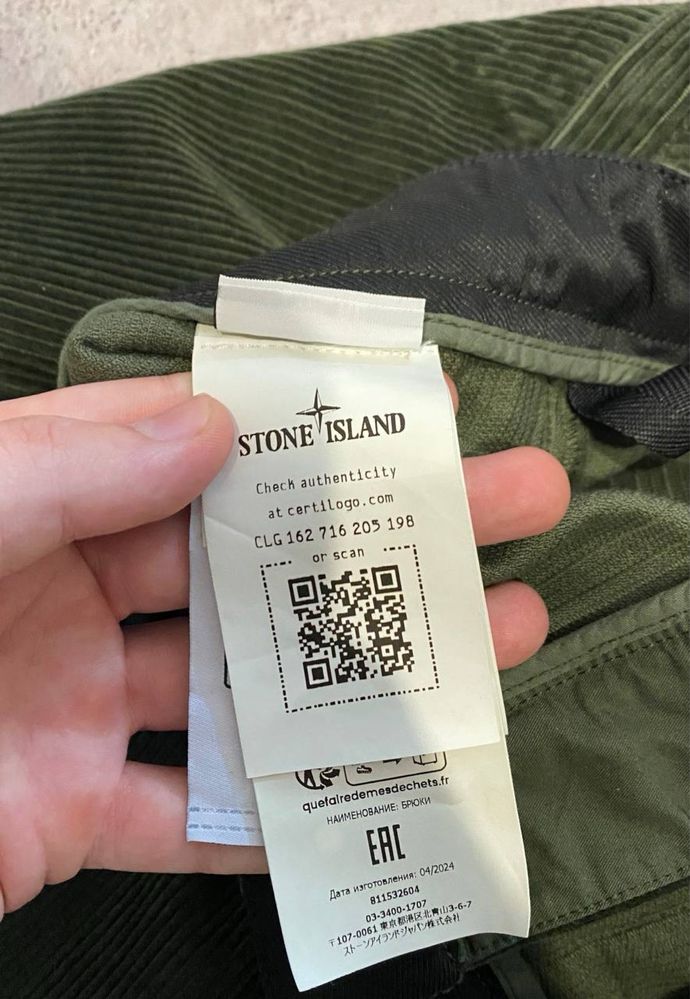 STONE ISLAND
Check authenticity
at certilogo.com
CLG 162 716 205 198
or scan
quefairedemesdechets.fr
НАИМЕНОВАНИЕ: БРЮКИ
EAC
Дата изготовления: 04/2024
811532604
03-3400-1707
〒107-0061 東京都港区北青山3-6-7
ストーンアイランドジャパン株式会社